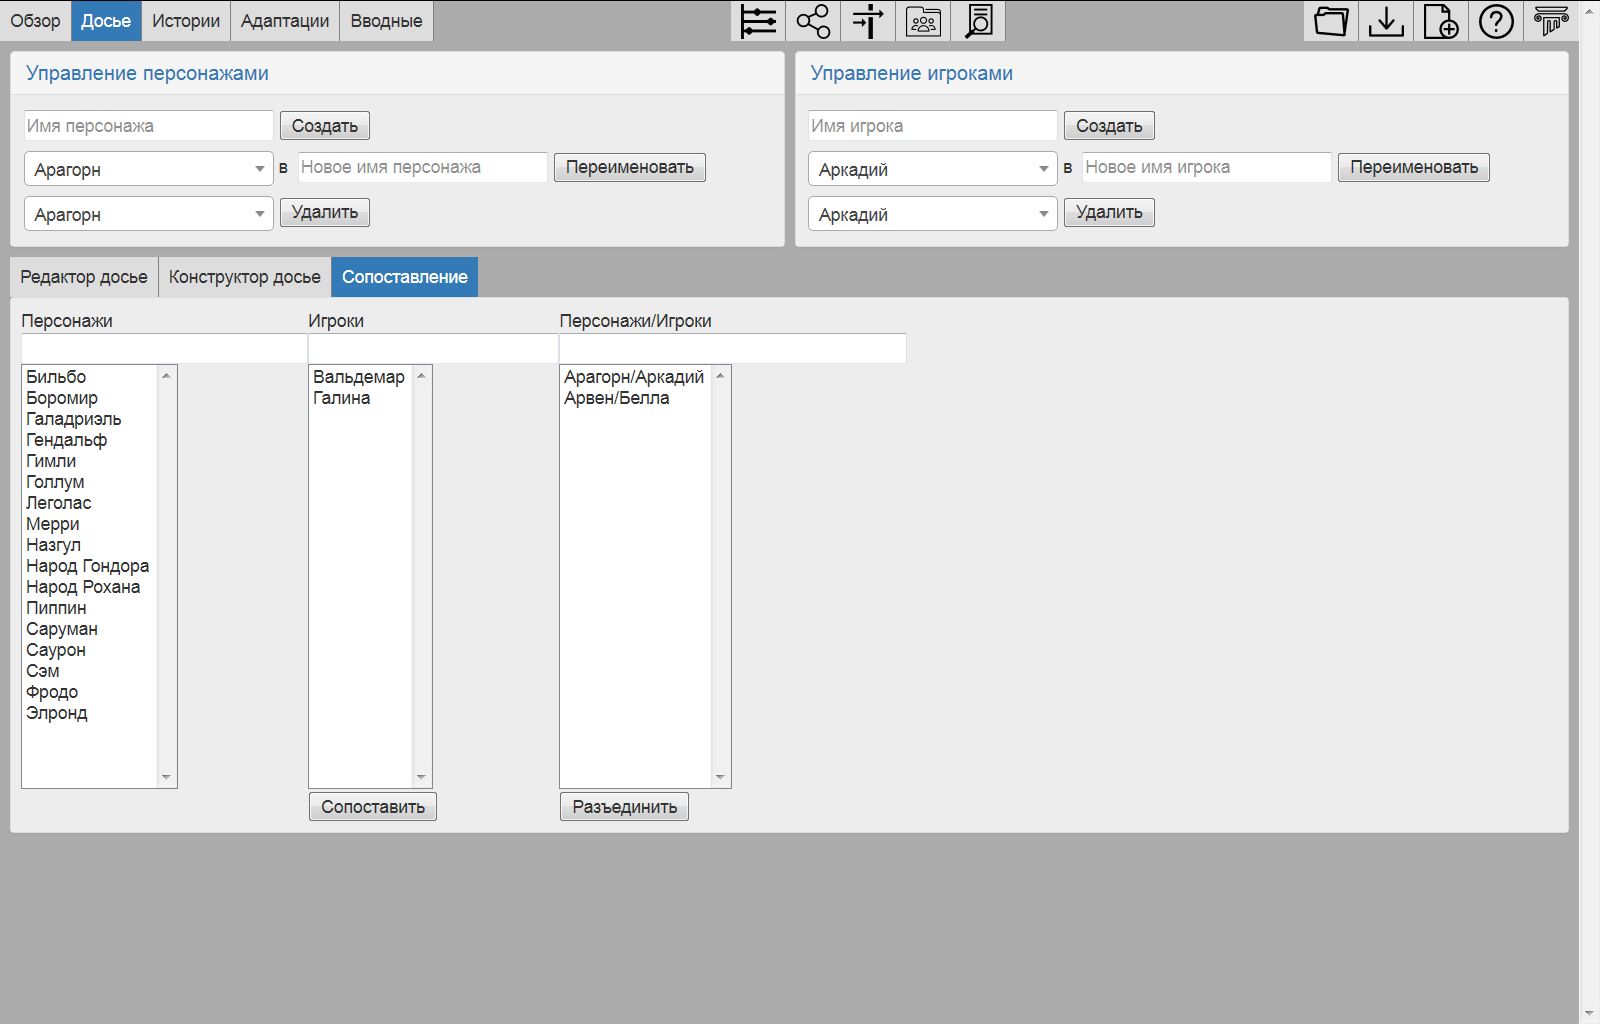 Обзор Досье Истории Адаптации Вводные
Управление персонажами
Имя персонажа Создать
Арагорн в Новое имя персонажа Переименовать
Арагорн Удалить
Управление игроками
Имя игрока Создать
Аркадий в Новое имя игрока Переименовать
Аркадий Удалить
Редактор досье Конструктор досье Сопоставление
Персонажи
Бильбо
Боромир
Галадриэль
Гендальф
Гимли
Голлум
Леголас
Мерри
Назгул
Народ Гондора
Народ Рохана
Пиппин
Саруман
Саурон
Сэм
Фродо
Элронд
Игроки
Вальдемар
Галина
Сопоставить
Персонажи/Игроки
Арагорн/Аркадий
Арвен/Белла
Разъединить